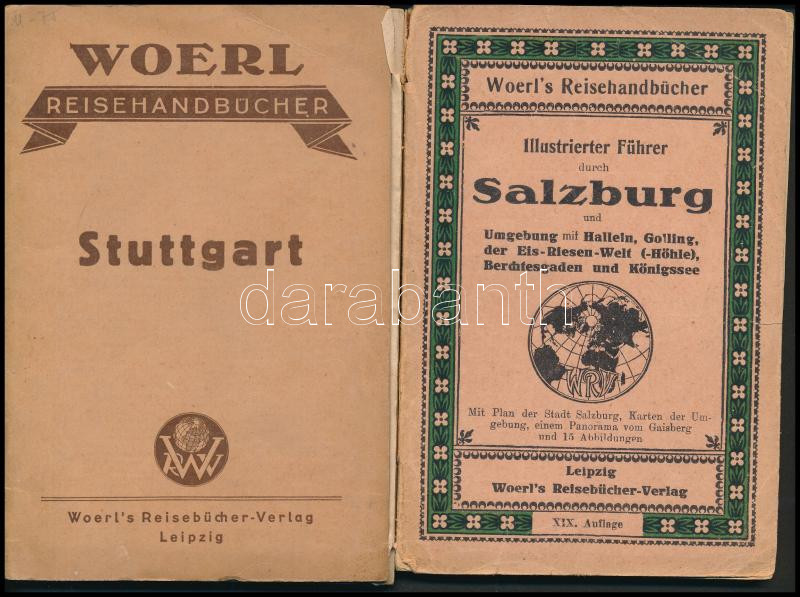 WOERL
REISEHANDBÜCHER
Stuttgart
Woerl's Reisebücher-Verlag
Leipzig
Woerl's Reisehandbücher
Illustrierter Führer
durch
Salzburg
und
Umgebung mit Hallein, Golling,
der Eis-Riesen-Welt (-Höhle),
Berchtesgaden und Königssee
WRV
Mit Plan der Stadt Salzburg, Karten der Um-
gebung, einem Panorama vom Gaisberg
und 15 Abbildungen
Leipzig
Woerl's Reisebücher-Verlag
XIX. Auflage
darabanth